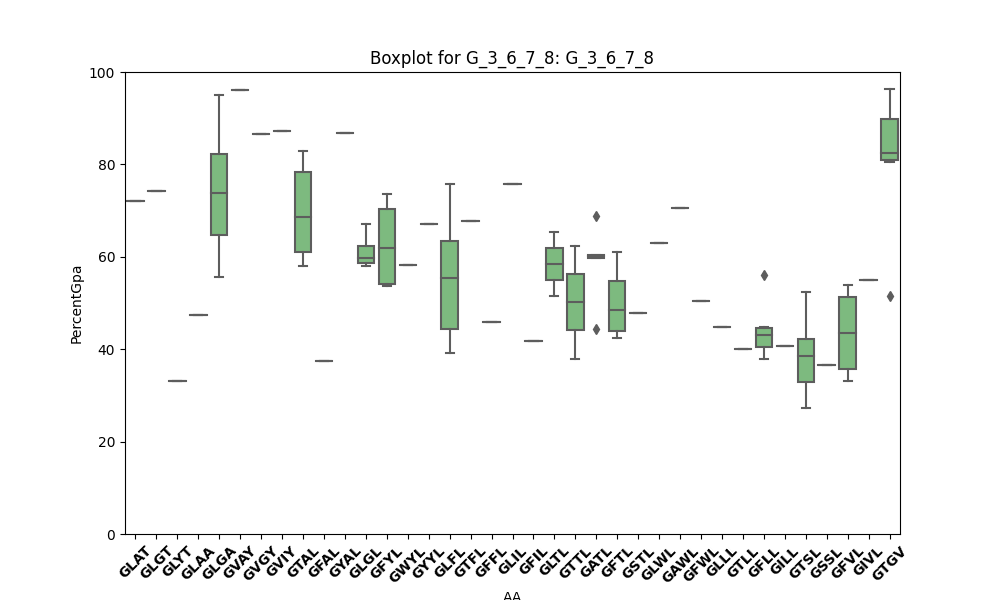 Boxplot for G_3_6_7_8: G_3_6_7_8
100
80
60
40
20
0
PercentGpa
GLAT GLGT GLYT GLAA GLGA GVAY GVGY GVIY GTAL GFAL GYAL GLGL GFYL GWYL GYYL GLFL GTFL GFFL GLIL GFIL GLTL GTTL GATL GFTL GSTL GLWL GAWL GFWL GLLL GTLL GFLL GILL GTSL GSSL GFVL GIVL GTGV
AA